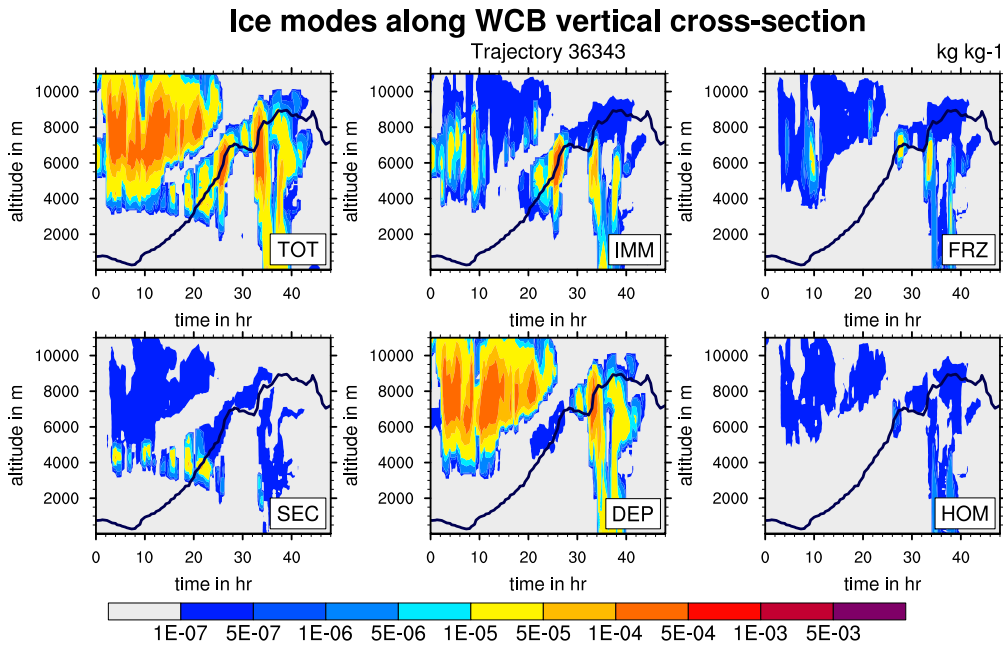 Ice modes along WCB vertical cross-section
Trajectory 36343
kg kg-1
10000
8000
6000
4000
2000
altitude in m
TOT
0 10 20 30 40
time in hr
10000
8000
6000
4000
2000
altitude in m
IMM
0 10 20 30 40
time in hr
10000
8000
6000
4000
2000
altitude in m
FRZ
0 10 20 30 40
time in hr
10000
8000
6000
4000
2000
altitude in m
SEC
0 10 20 30 40
time in hr
10000
8000
6000
4000
2000
altitude in m
DEP
0 10 20 30 40
time in hr
10000
8000
6000
4000
2000
altitude in m
HOM
0 10 20 30 40
time in hr
1E-07 5E-07 1E-06 5E-06 1E-05 5E-05 1E-04 5E-04 1E-03 5E-03